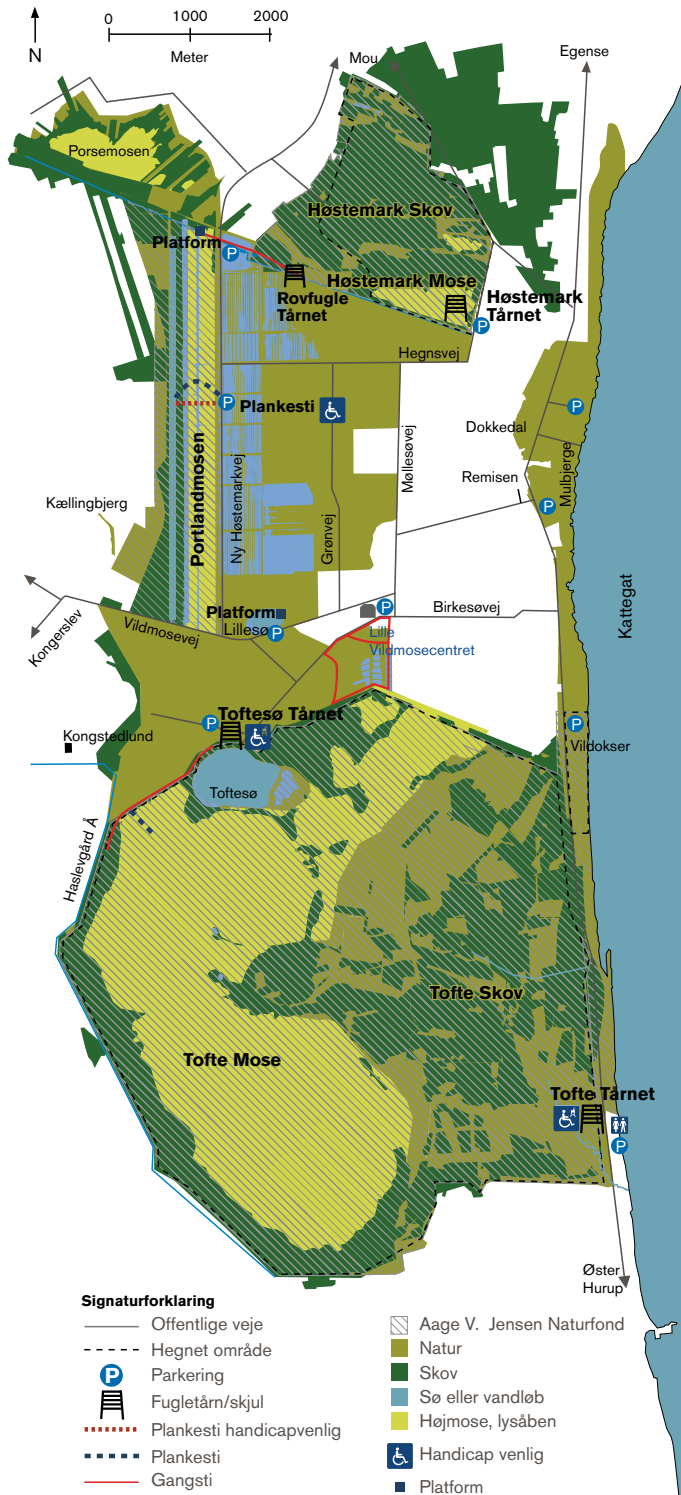 0 1000 2000
N
Meter
Mou
Egense
Porsemosen
Høstemark Skov
Platform
P
Høstemark Mose
Rovfugle
Tårnet
Høstemark
Tårnet
P
Hegnsvej
P
Plankesti
P
Dokkedal
Mulbjerge
Remisen
P
Portlandmosen
Ny Høstemarkvej
Grønvej
Møllesøvej
Kællingbjerg
Kattegat
Kongerslev
Vildmosevej
Platform
Lillesø
P
P
Birkesøvej
Lille
Vildmosecentret
P
Toftesø Tårnet
P
Vildokser
Kongstedlund
Toftesø
Haslevgård Å
Tofte Skov
Tofte Mose
Tofte Tårnet
P
Øster
Hurup
Signaturforklaring
Offentlige veje
Hegnet område
P Parkering
Fugletårn/skjul
Plankesti handicapvenlig
Plankesti
Gangsti
Aage V. Jensen Naturfond
Natur
Skov
Sø eller vandløb
Højmose, lysåben
Handicap venlig
Platform